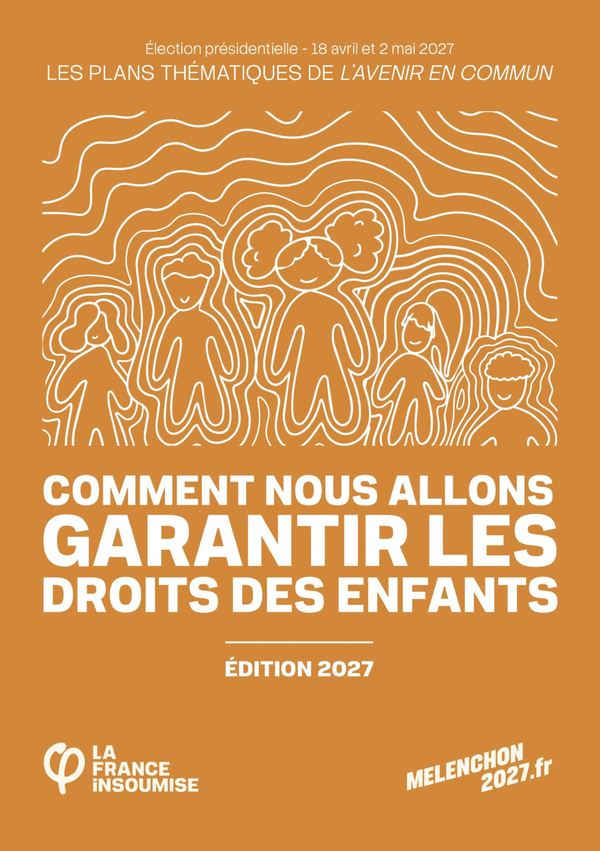 Élection présidentielle - 18 avril et 2 mai 2027
LES PLANS THÉMATIQUES DE L'AVENIR EN COMMUN
COMMENT NOUS ALLONS
GARANTIR LES
DROITS DES ENFANTS
ÉDITION 2027
LA
FRANCE
iNSOUMISE
MELENCHON
2027.fr